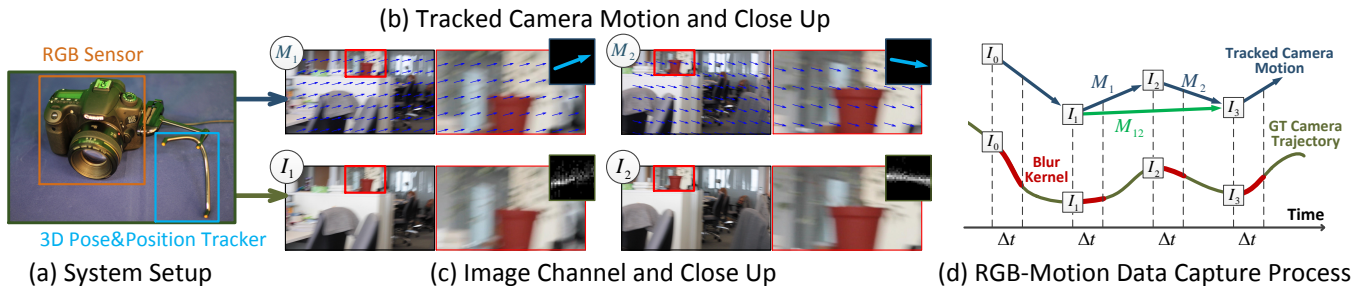 (b) Tracked Camera Motion and Close Up
RGB Sensor
3D Pose&Position Tracker
(a) System Setup
M1
M2
I1
I2
(c) Image Channel and Close Up
I0
M1
I2
M2
Tracked Camera
Motion
I1
I3
M12
I0
Blur
Kernel
GT Camera
Trajectory
I2
I1
I3
Time
Δt
Δt
Δt
Δt
(d) RGB-Motion Data Capture Process